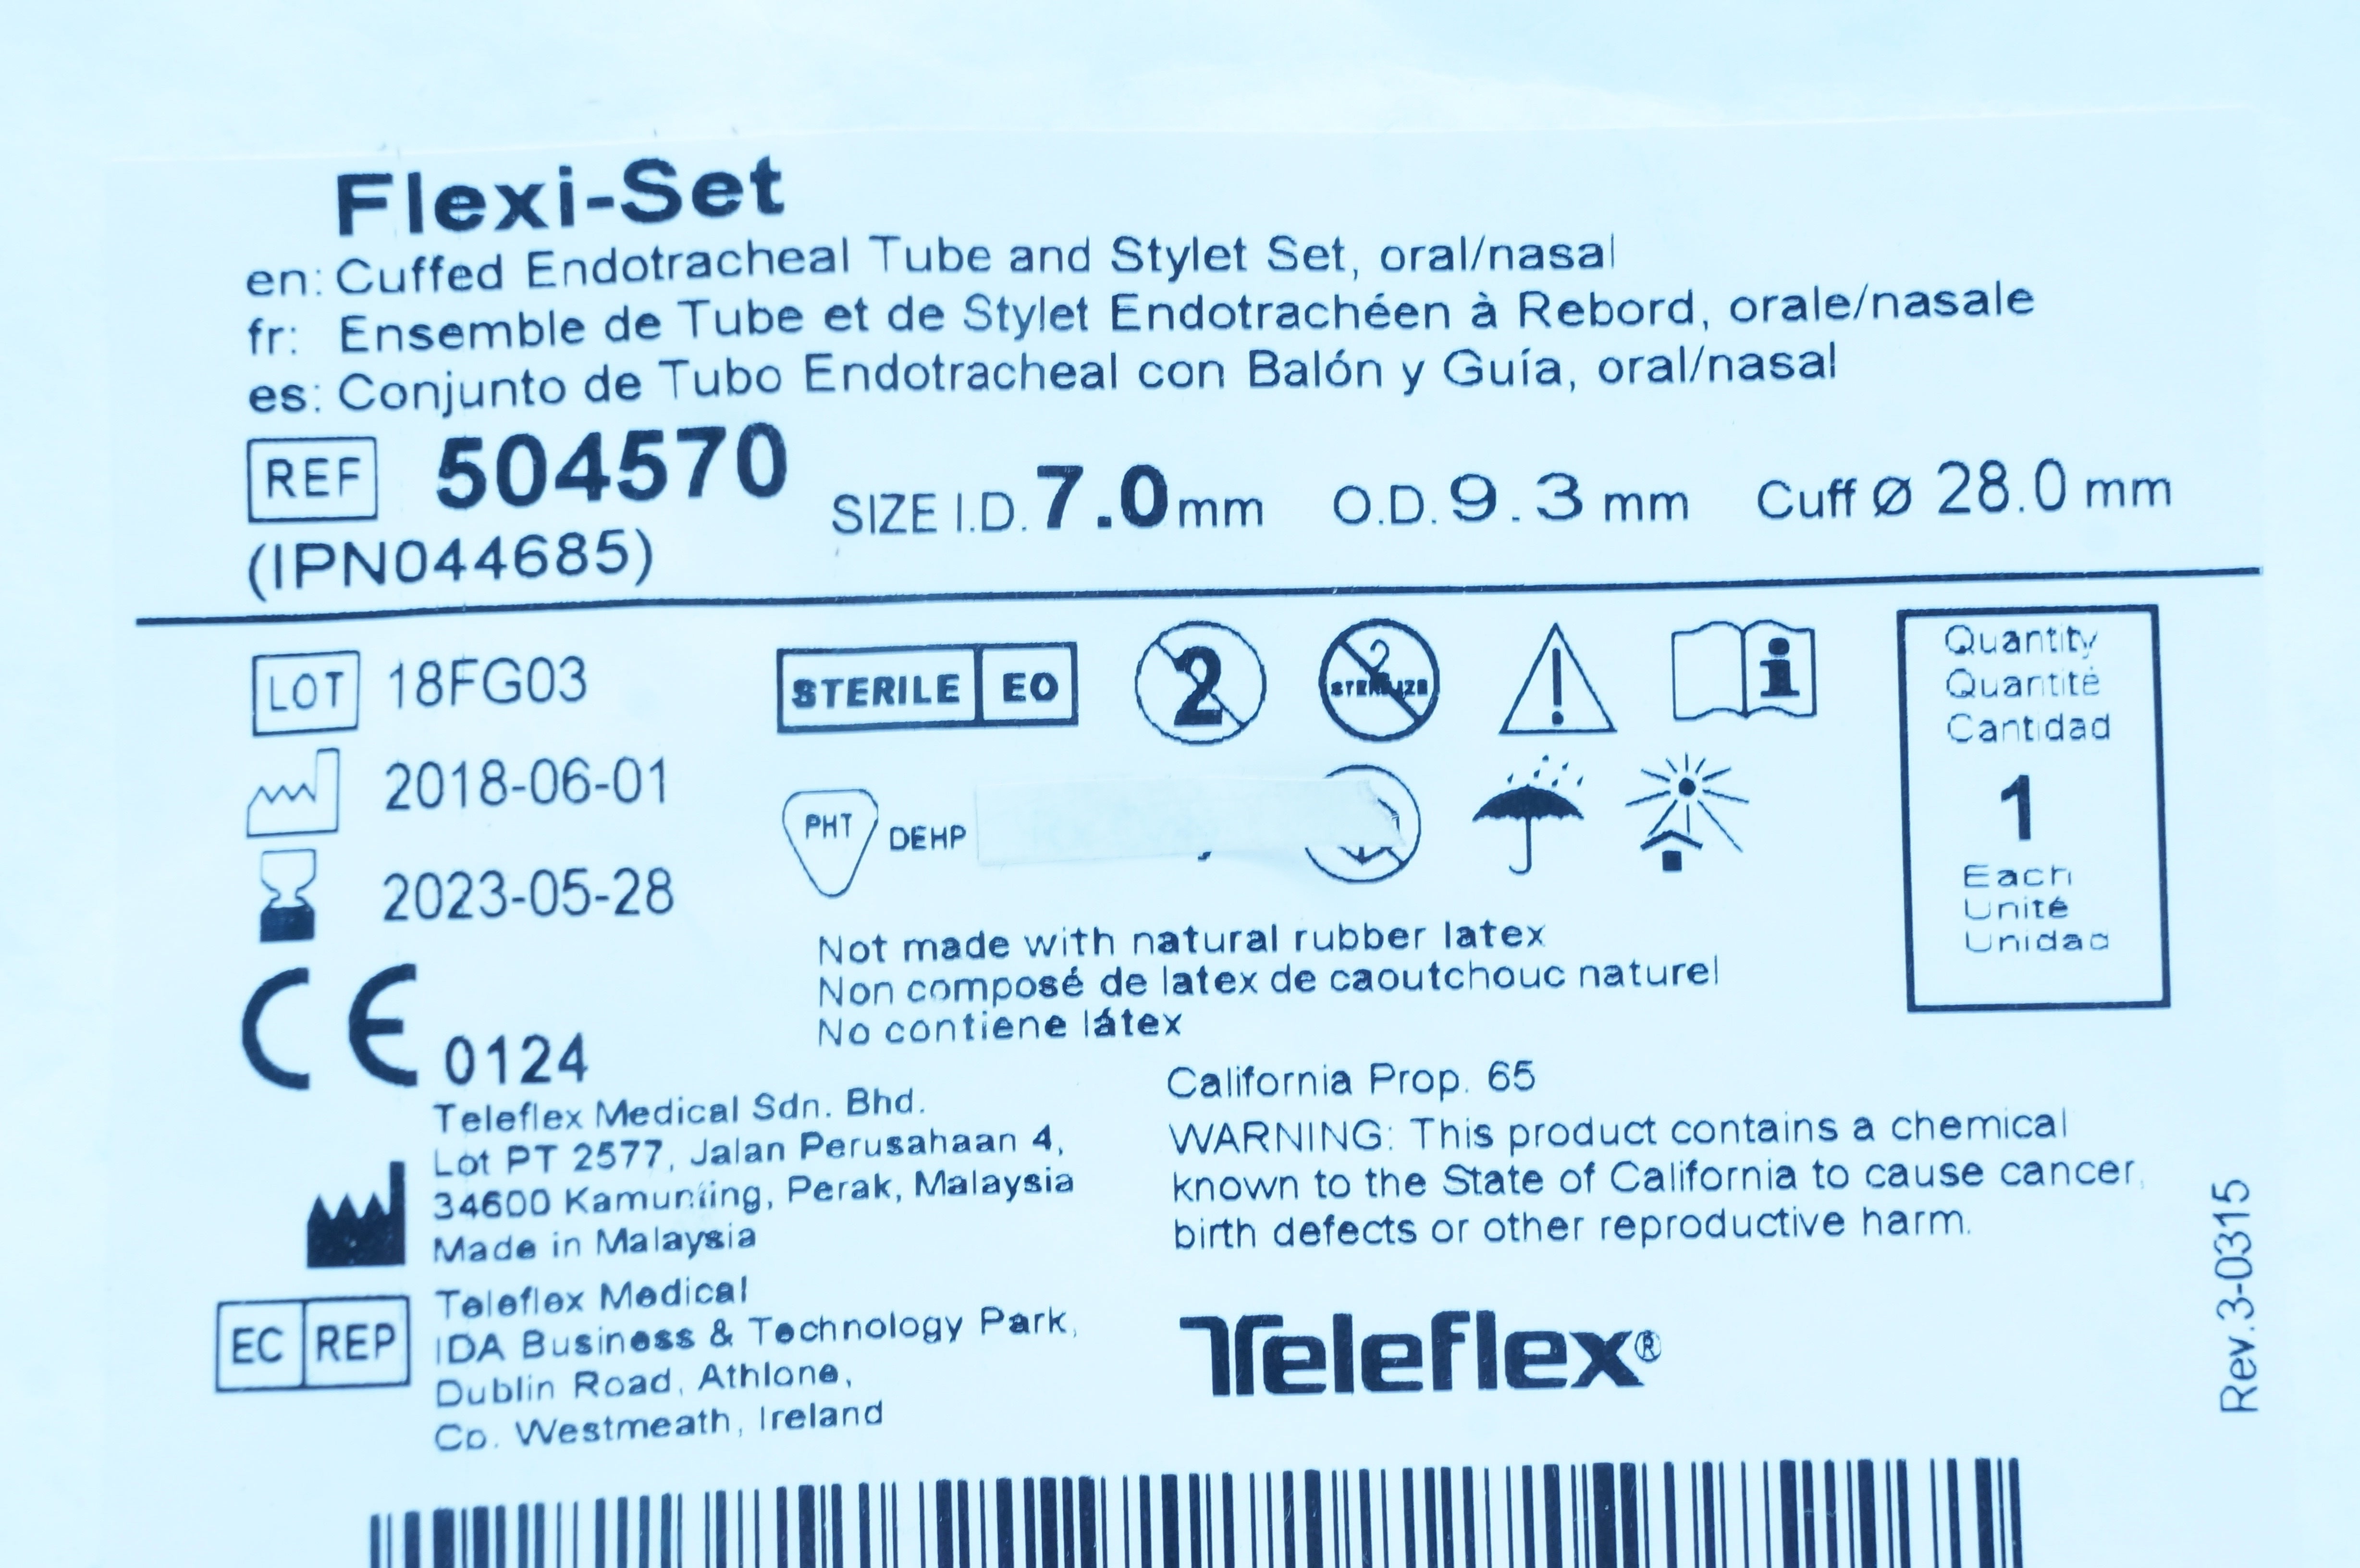 Flexi-Set
en: Cuffed Endotracheal Tube and Stylet Set, oral/nasal
fr: Ensemble de Tube et de Stylet Endotrachéen à Rebord, orale/nasale
es: Conjunto de Tubo Endotracheal con Balón y Guía, oral/nasal
REF 504570 SIZE I.D. 7.0 mm O.D. 9.3 mm Cuff Ø 28.0 mm
(IPN044685)
LOT 18FG03
STERILE EO
2
STERILIZE
2018-06-01
PHT DEHP
2023-05-28
Quantity
Quantité
Cantidad
1
Each
Unité
Unidad
Not made with natural rubber latex
Non composé de latex de caoutchouc naturel
No contiene látex
CE 0124
Teleflex Medical Sdn. Bhd.
Lot PT 2577, Jalan Perusahaan 4,
34600 Kamunting, Perak, Malaysia
Made in Malaysia
California Prop. 65
WARNING: This product contains a chemical
known to the State of California to cause cancer,
birth defects or other reproductive harm.
EC REP
Teleflex Medical
IDA Business & Technology Park,
Dublin Road, Athlone,
Co. Westmeath, Ireland
Teleflex®
Rev.3-0315